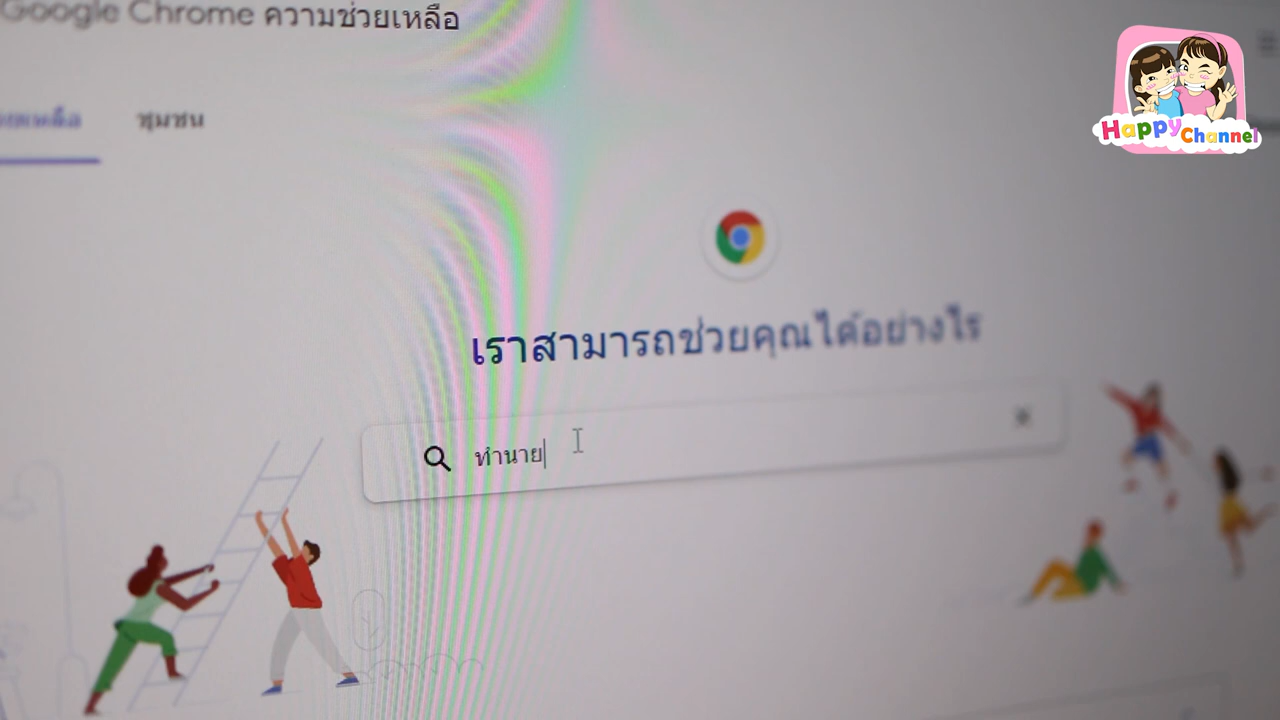 Google Chrome ความช่วยเหลือ
ชุมชน
Happy Channel
เราสามารถช่วยคุณได้อย่างไร
ทำนาย